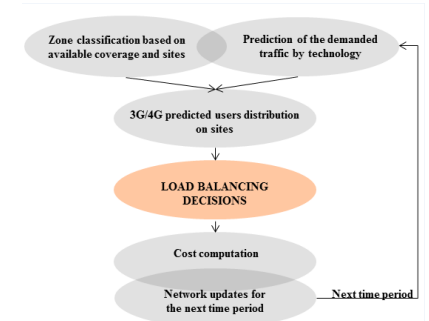 Zone classification based on
available coverage and sites
Prediction of the demanded
traffic by technology
3G/4G predicted users distribution
on sites
LOAD BALANCING
DECISIONS
Cost computation
Network updates for
the next time period
Next time period